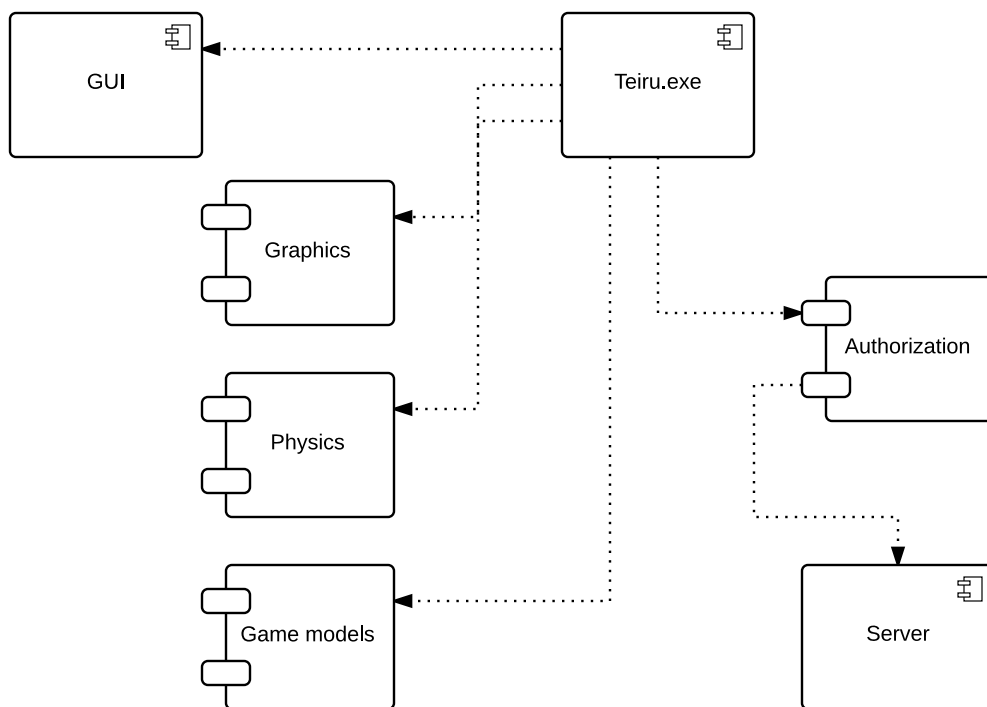 GUI
Teiru.exe
Graphics
Authorization
Physics
Game models
Server